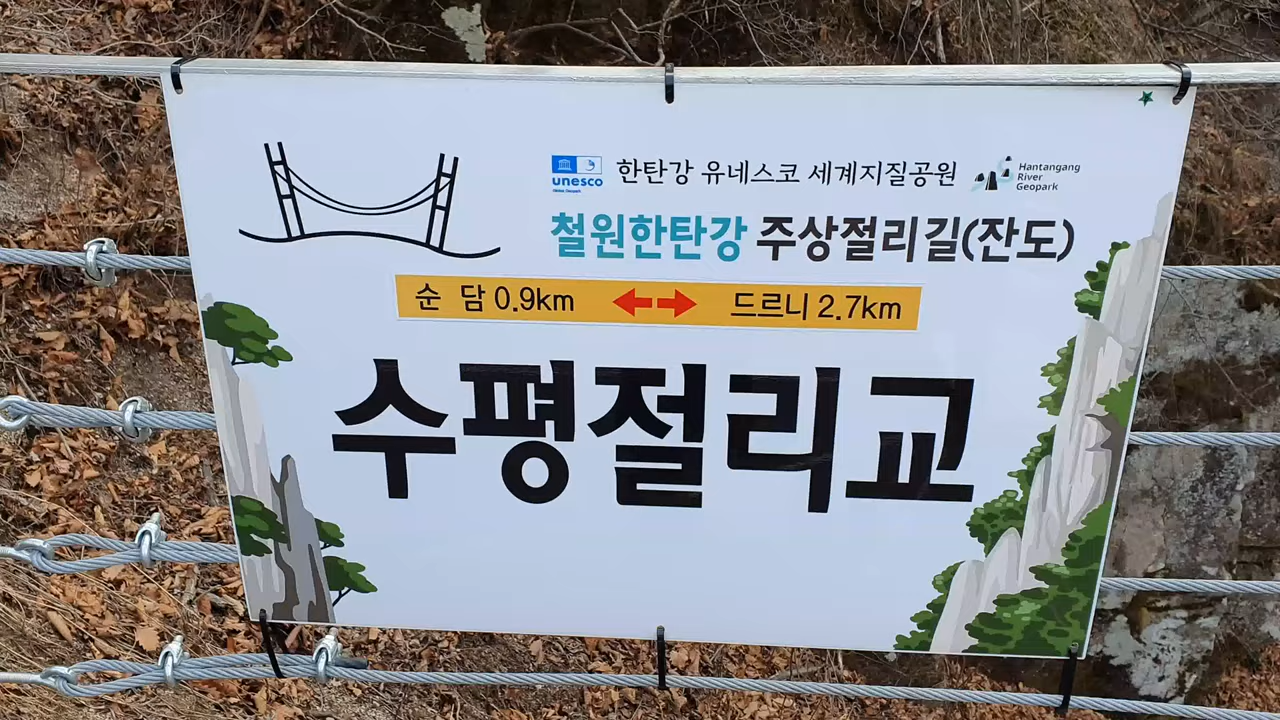 unesco
Global Geopark
한탄강 유네스코 세계지질공원
Hantangang
River
Geopark
철원한탄강 주상절리길(잔도)
순 담 0.9km
드르니 2.7km
수평절리교